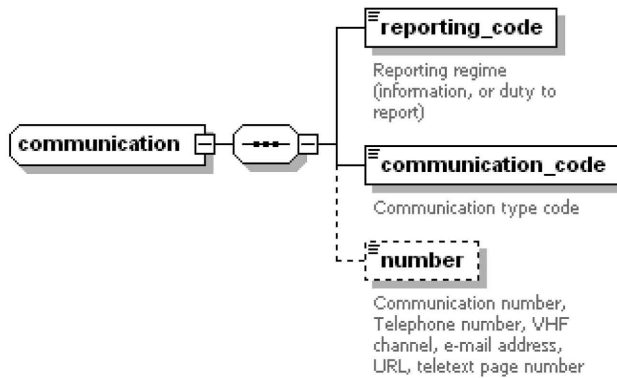 reporting_code
Reporting regime
(information, or duty to
report)
communication
communication_code
Communication type code
number
Communication number,
Telephone number, VHF
channel, e-mail address,
URL, teletext page number